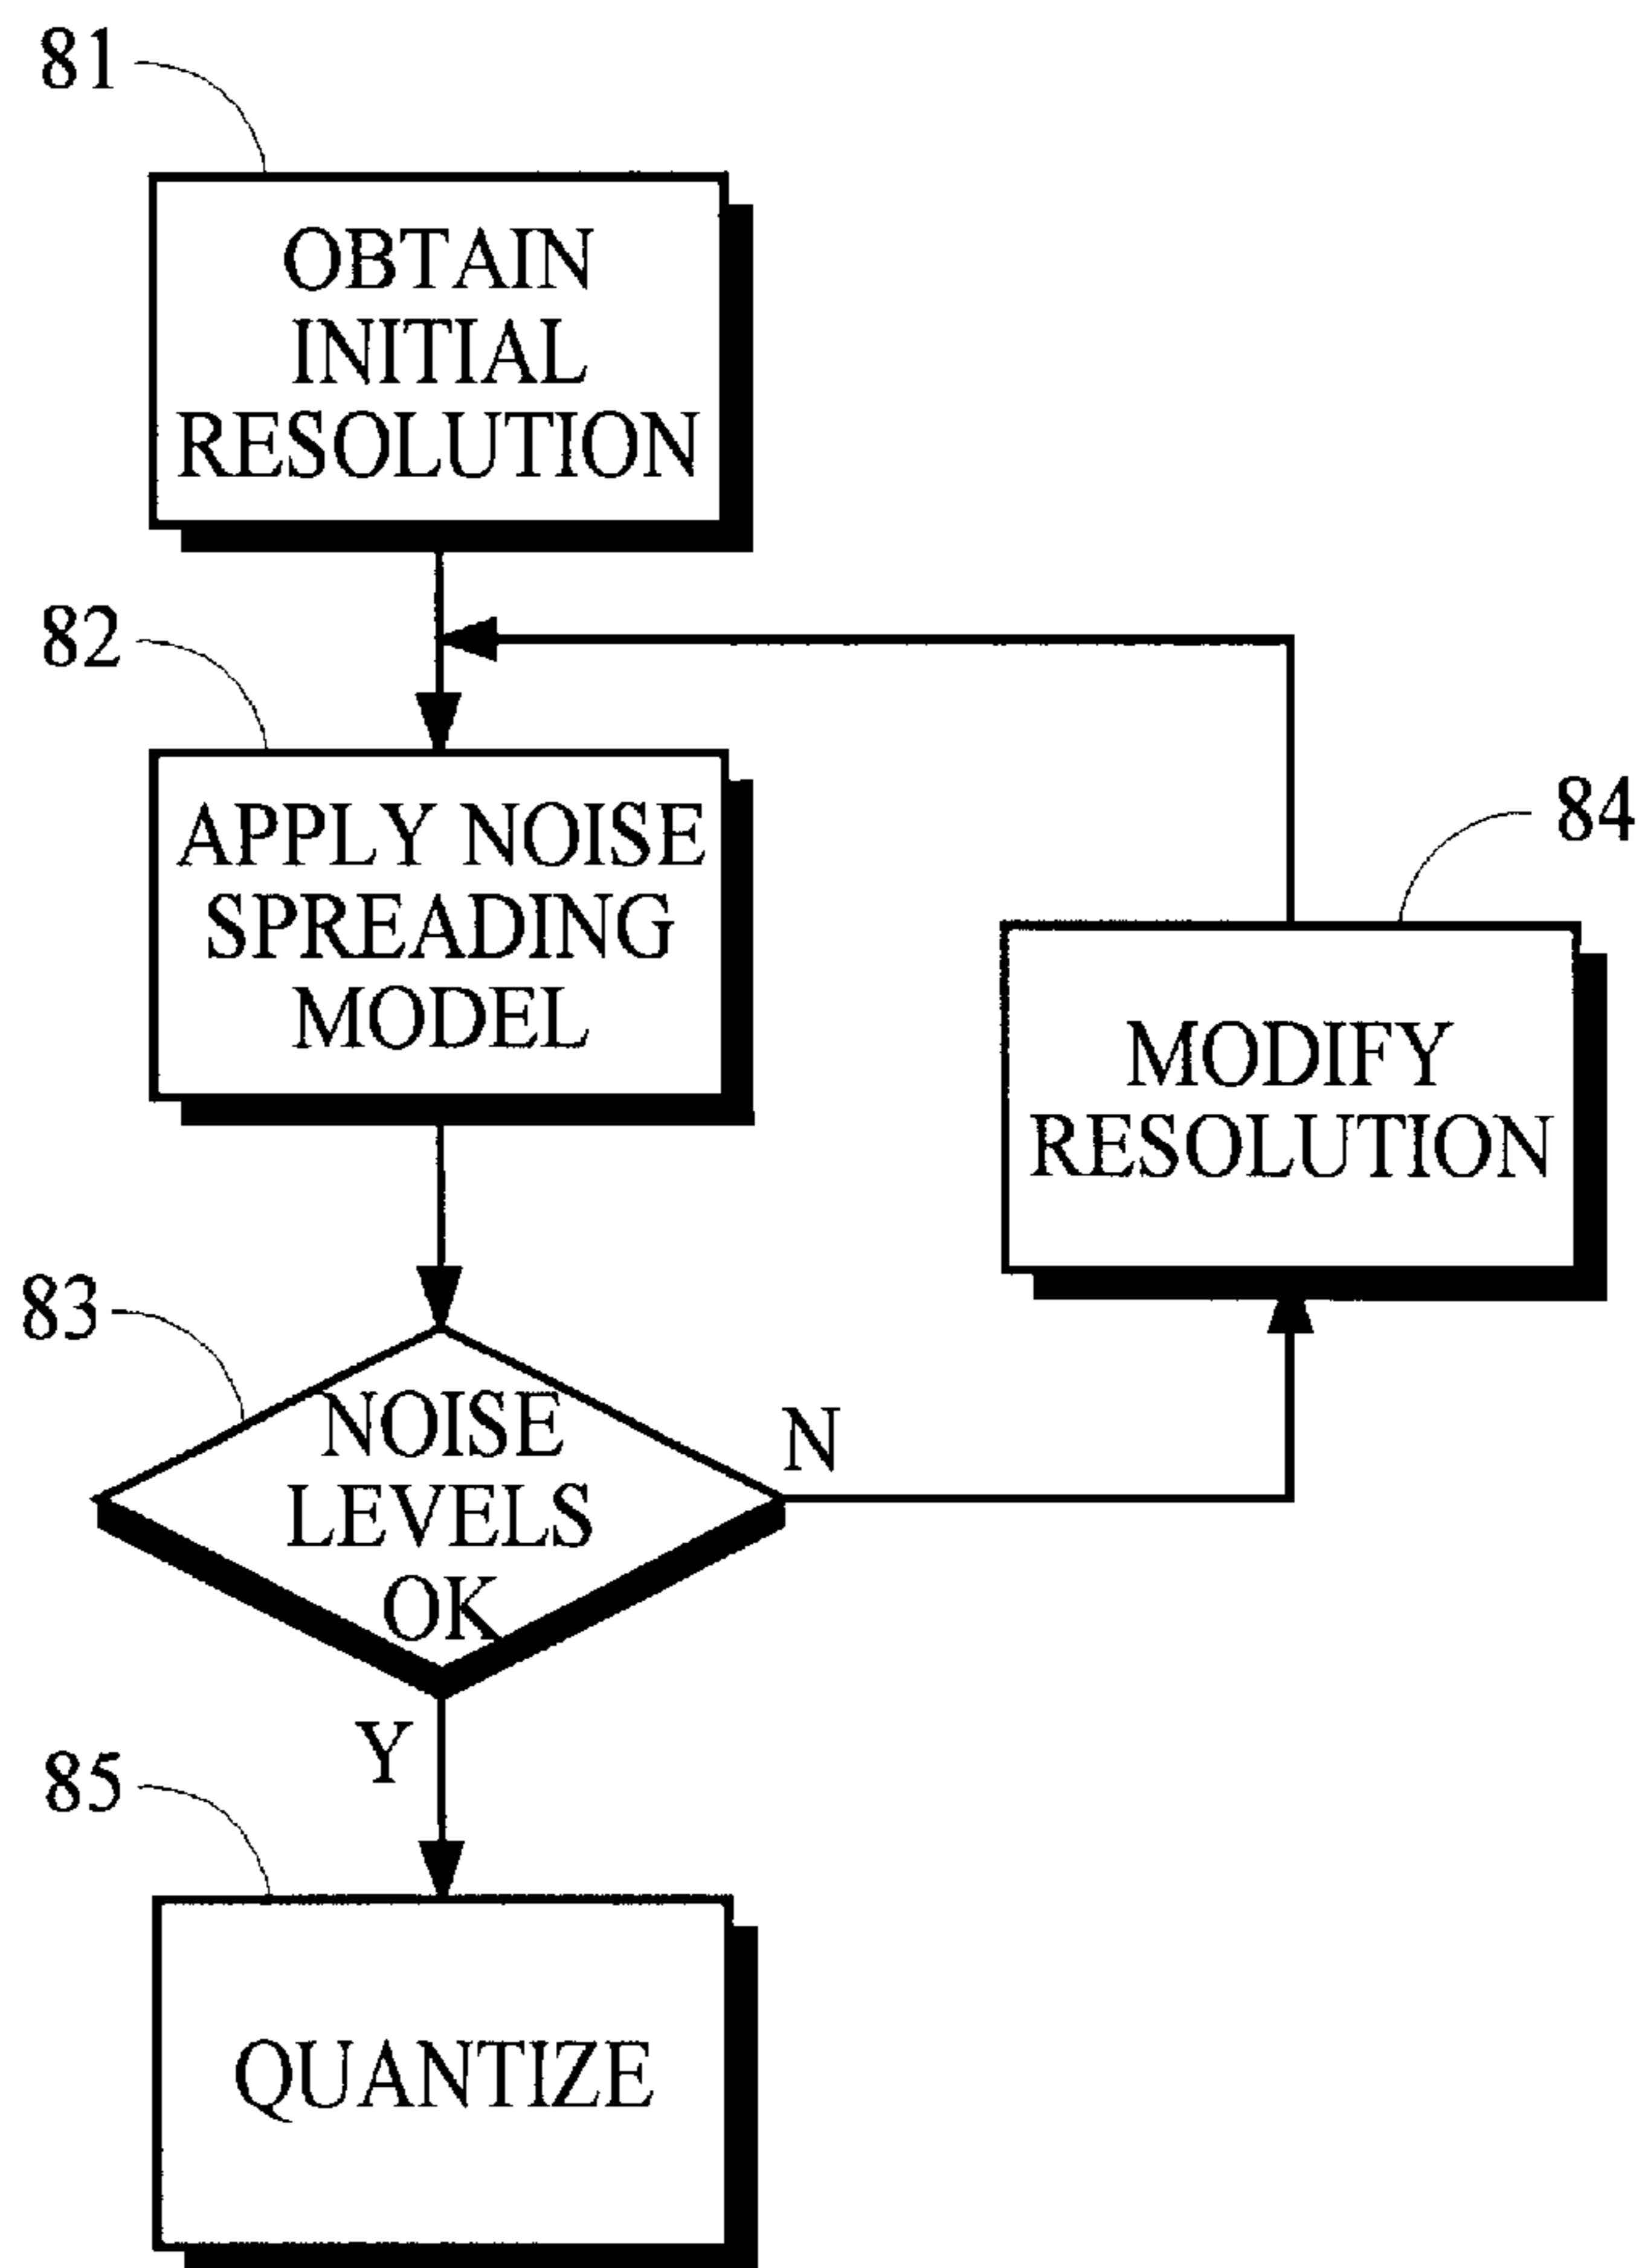 81
OBTAIN
INITIAL
RESOLUTION
82
APPLY NOISE
SPREADING
MODEL
84
MODIFY
RESOLUTION
83
NOISE
LEVELS
OK
N
Y
85
QUANTIZE